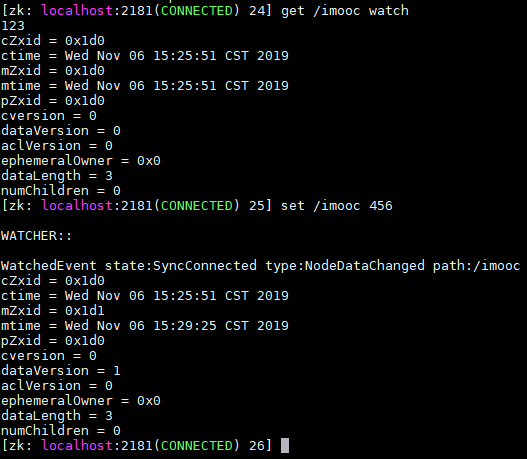 [zk: localhost:2181(CONNECTED) 24] get /imooc watch
123
cZxid = 0x1d0
ctime = Wed Nov 06 15:25:51 CST 2019
mZxid = 0x1d0
mtime = Wed Nov 06 15:25:51 CST 2019
pZxid = 0x1d0
cversion = 0
dataVersion = 0
aclVersion = 0
ephemeralOwner = 0x0
dataLength = 3
numChildren = 0
[zk: localhost:2181(CONNECTED) 25] set /imooc 456
WATCHER::
WatchedEvent state:SyncConnected type:NodeDataChanged path:/imooc
cZxid = 0x1d0
ctime = Wed Nov 06 15:25:51 CST 2019
mZxid = 0x1d1
mtime = Wed Nov 06 15:29:25 CST 2019
pZxid = 0x1d0
cversion = 0
dataVersion = 1
aclVersion = 0
ephemeralOwner = 0x0
dataLength = 3
numChildren = 0
[zk: localhost:2181(CONNECTED) 26]